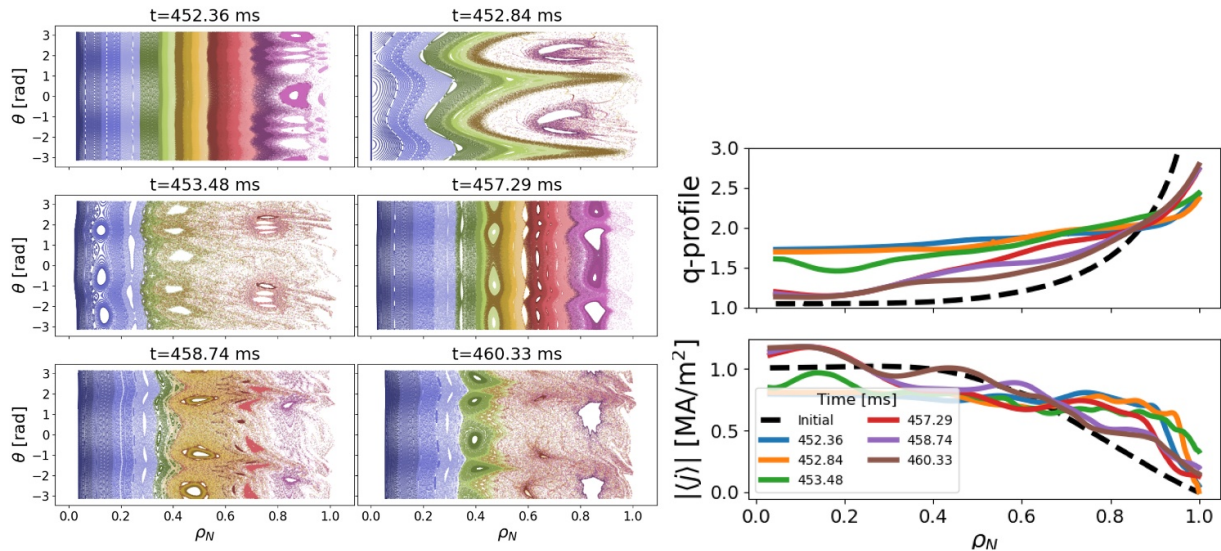 t=452.36 ms
t=452.84 ms
θ [rad]
3
2
1
0
−1
−2
−3
t=453.48 ms
t=457.29 ms
θ [rad]
3
2
1
0
−1
−2
−3
t=458.74 ms
t=460.33 ms
θ [rad]
3
2
1
0
−1
−2
−3
0.0 0.2 0.4 0.6 0.8 1.0
0.0 0.2 0.4 0.6 0.8 1.0
ρN
ρN
q-profile
3.0
2.5
2.0
1.5
1.0
|⟨j⟩| [MA/m²]
1.0
0.5
0.0
Time [ms]
Initial
452.36
452.84
453.48
457.29
458.74
460.33
0.0 0.2 0.4 0.6 0.8 1.0
ρN